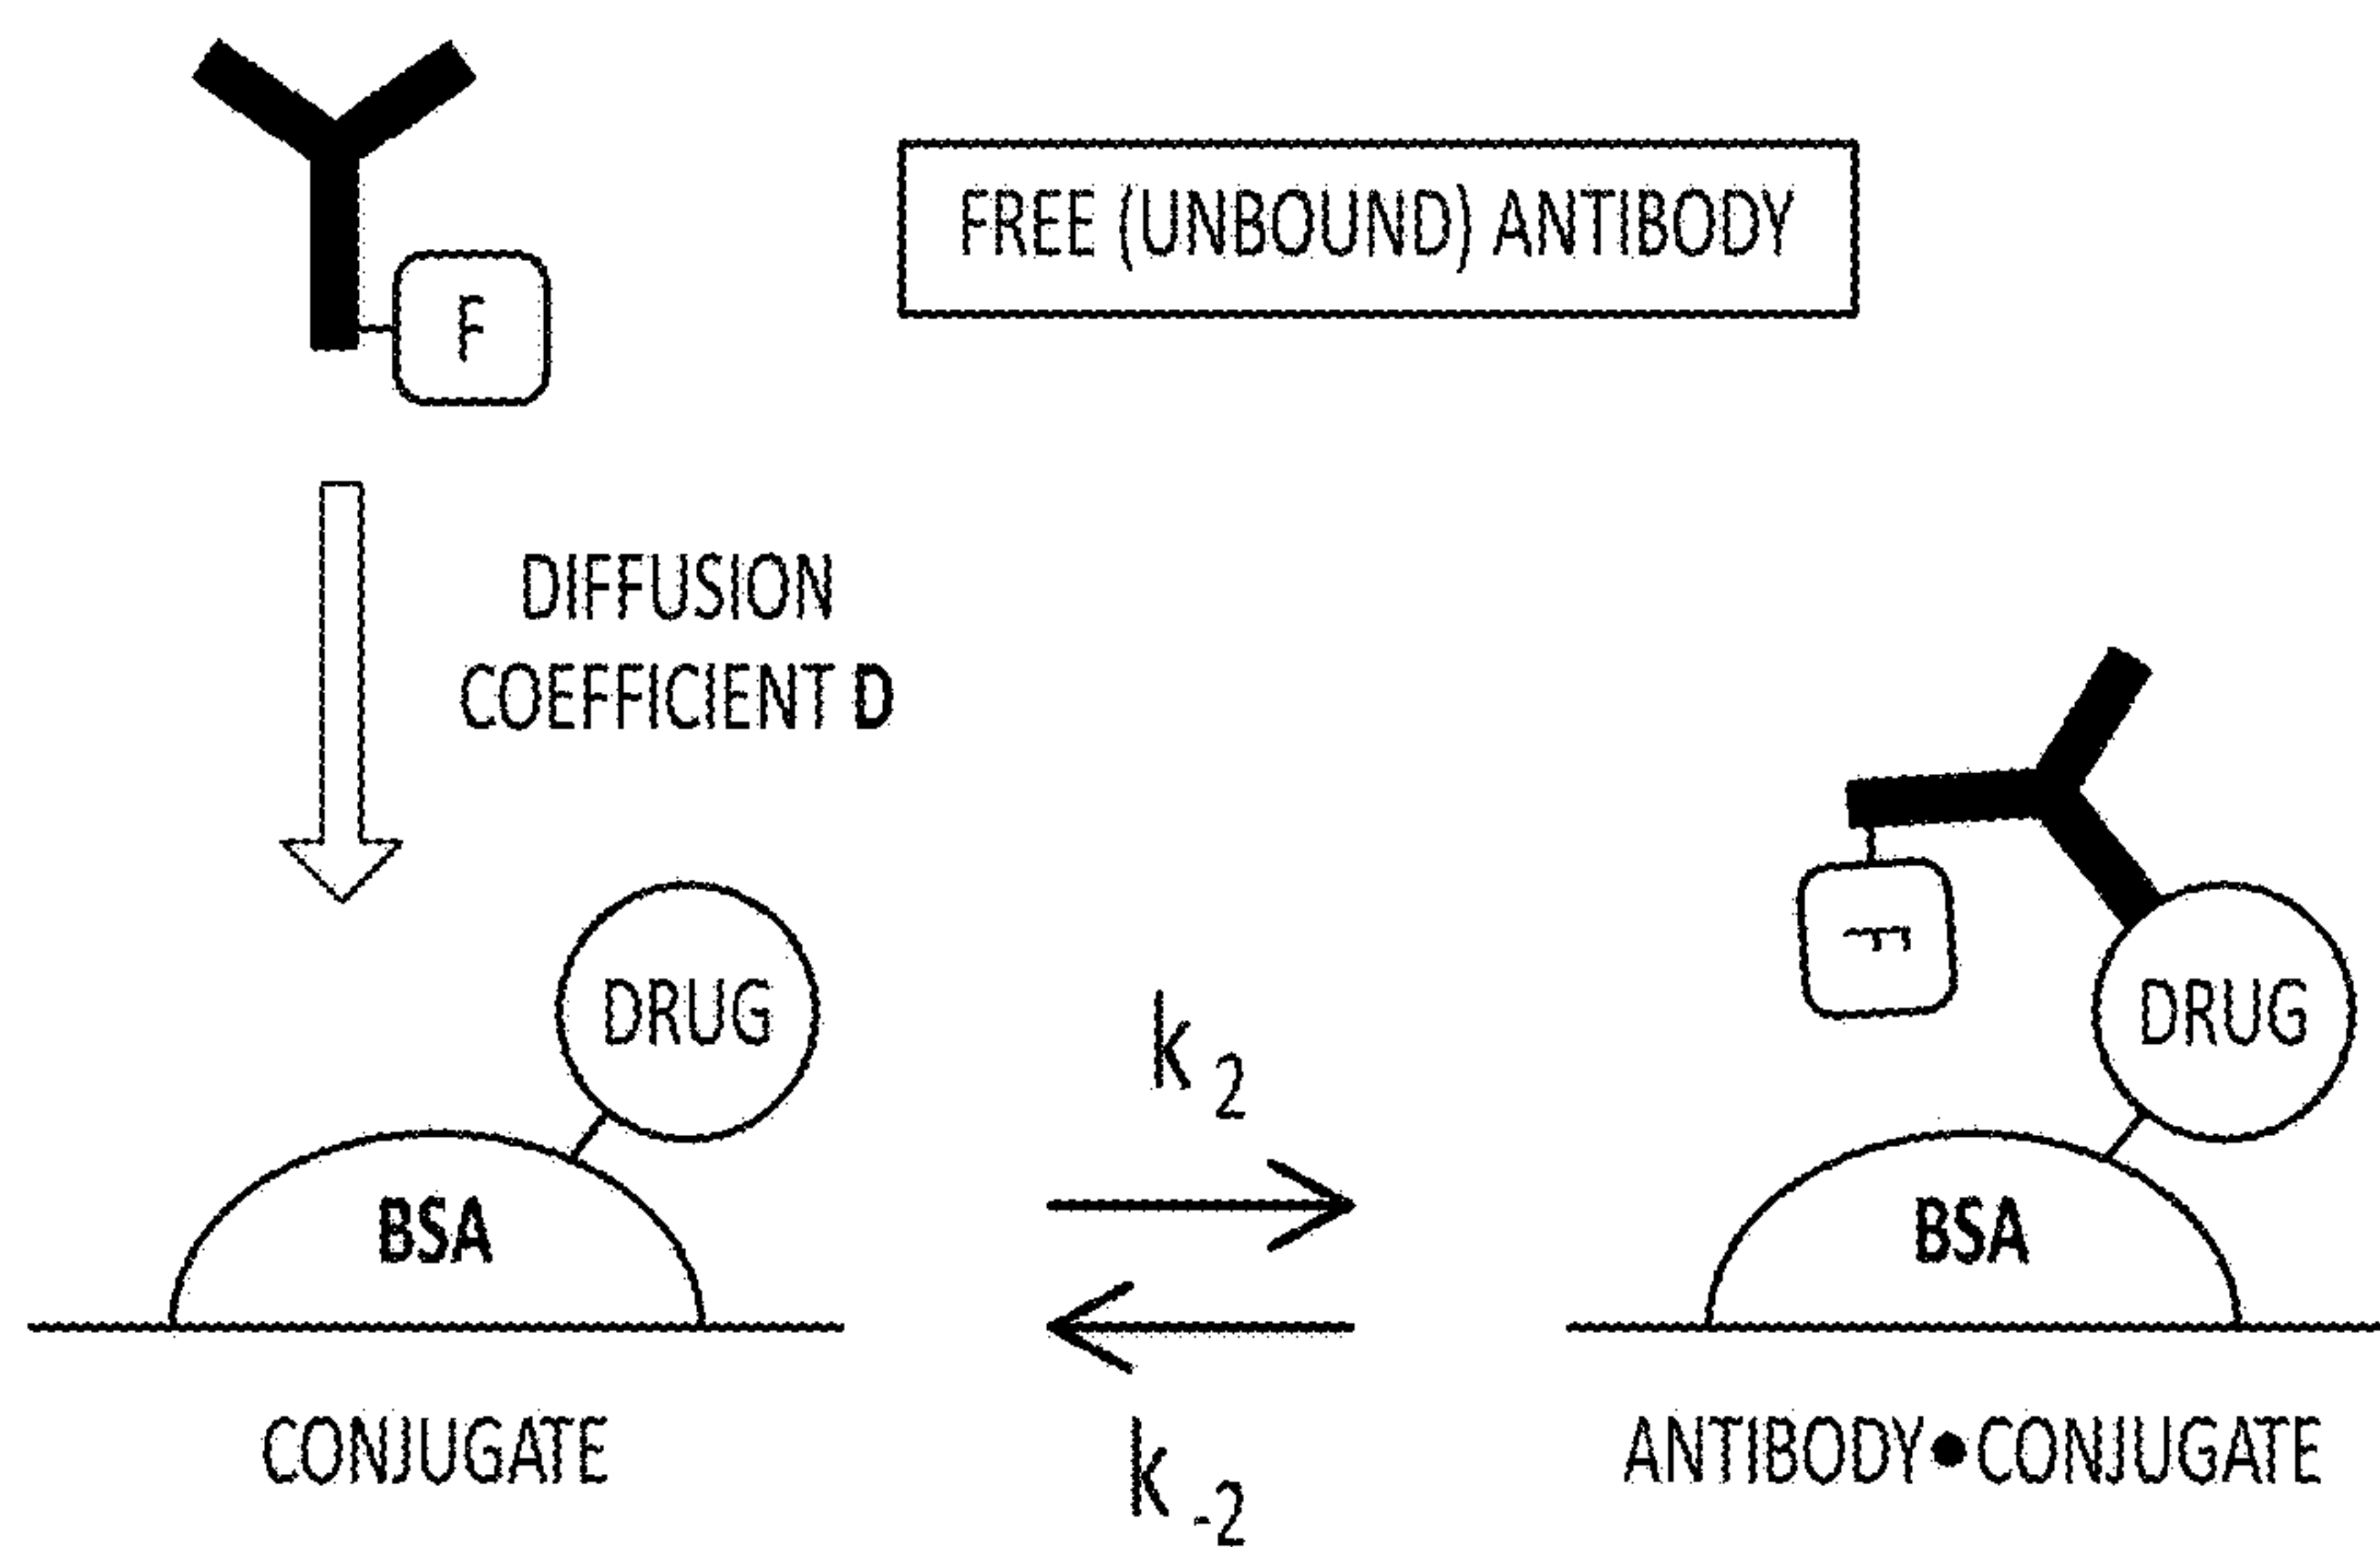 FREE (UNBOUND) ANTIBODY
F
DIFFUSION
COEFFICIENT D
F
DRUG
DRUG
k 2
BSA
BSA
CONJUGATE
k -2
ANTIBODY●CONJUGATE